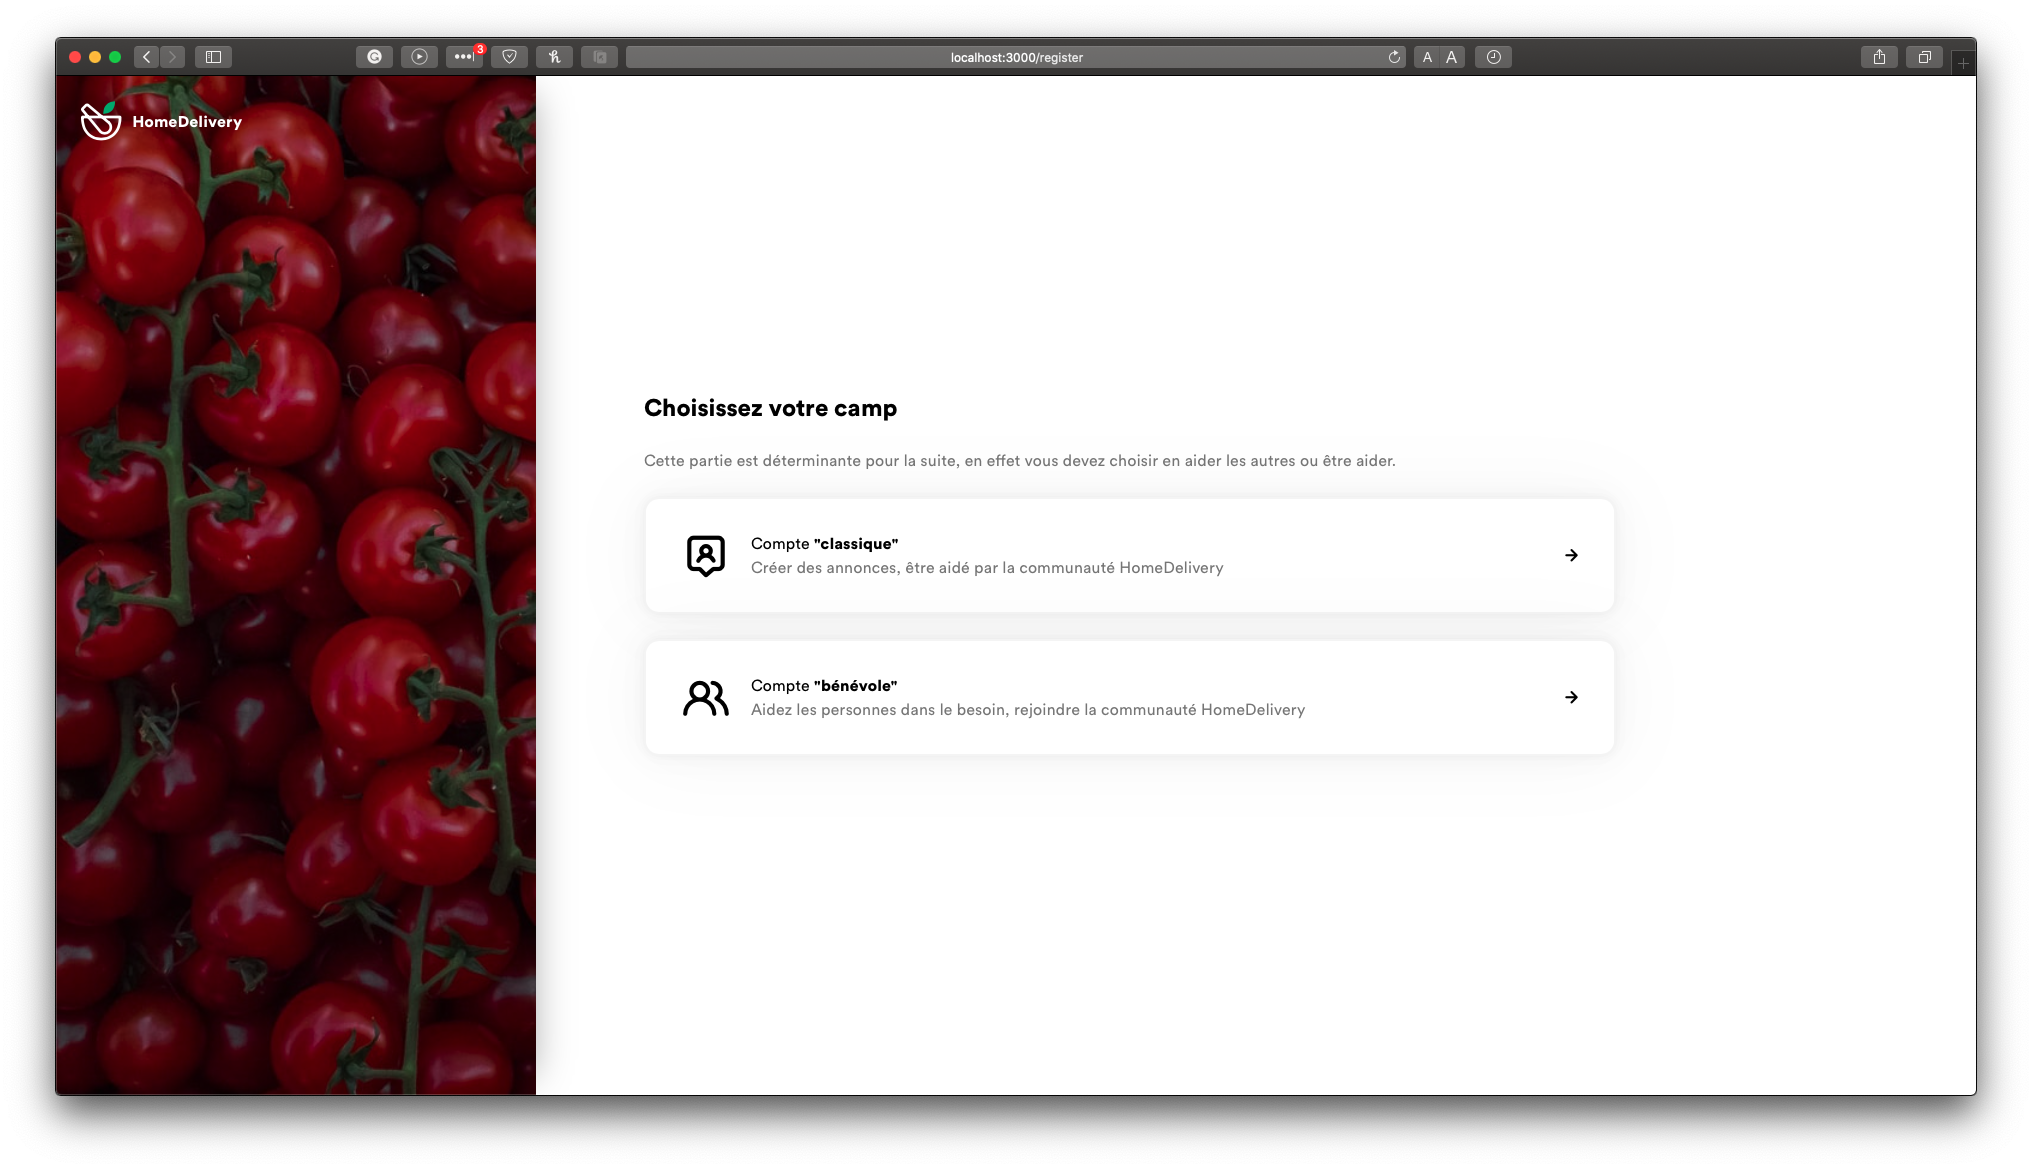 3
localhost:3000/register
A A
HomeDelivery
Choisissez votre camp
Cette partie est déterminante pour la suite, en effet vous devez choisir en aider les autres ou être aider.
Compte "classique"
Créer des annonces, être aidé par la communauté HomeDelivery
Compte "bénévole"
Aidez les personnes dans le besoin, rejoindre la communauté HomeDelivery